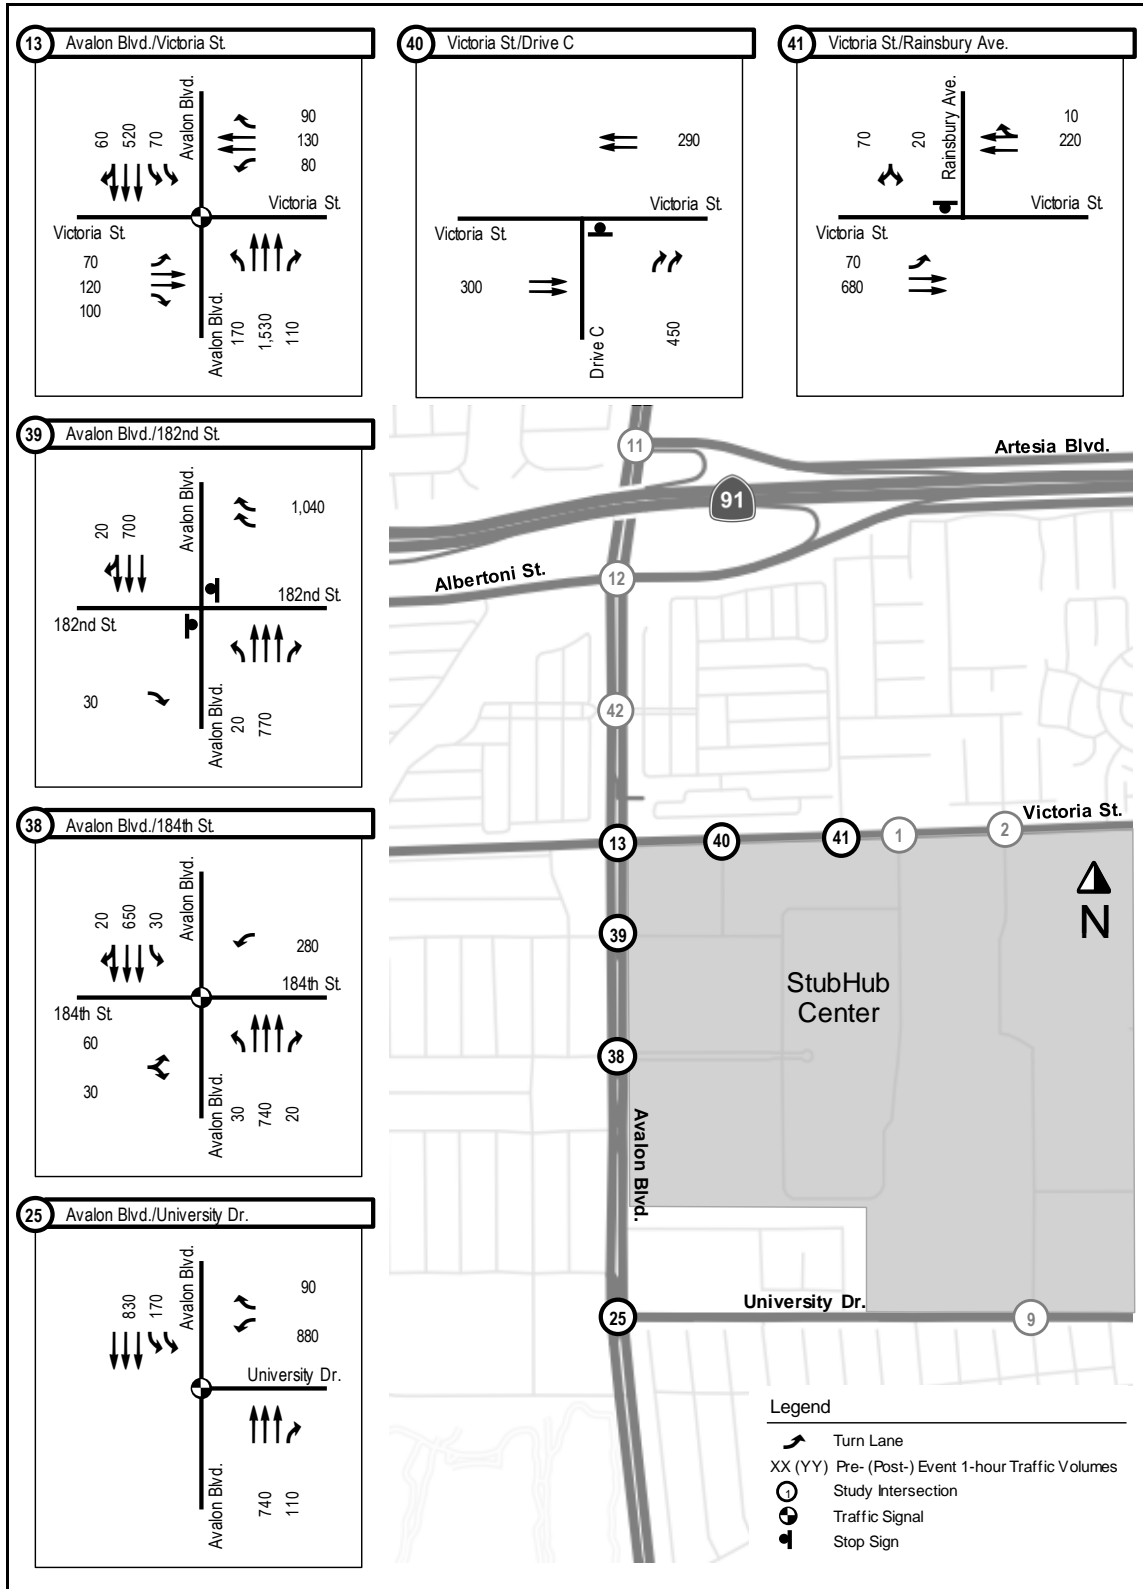 13 Avalon Blvd./Victoria St.
Avalon Blvd.
60 520 70
90
130
80
Victoria St.
Victoria St.
70
120
100
Avalon Blvd.
170 1,530 110
40 Victoria St./Drive C
290
Victoria St.
Victoria St.
300
Drive C
450
41 Victoria St./Rainsbury Ave.
Rainsbury Ave.
70 20
10
220
Victoria St.
Victoria St.
70
680
39 Avalon Blvd./182nd St.
Avalon Blvd.
20 700
1,040
182nd St.
182nd St.
30
Avalon Blvd.
20 770
38 Avalon Blvd./184th St.
Avalon Blvd.
20 650 30
280
184th St.
184th St.
60
30
Avalon Blvd.
30 740 20
25 Avalon Blvd./University Dr.
Avalon Blvd.
830 170
90
880
University Dr.
Avalon Blvd.
740 110
11
Artesia Blvd.
91
Albertoni St.
12
42
Victoria St.
13 40 41 1 2
N
39
StubHub
Center
38
Avalon Blvd.
University Dr.
25
9
Legend
Turn Lane
XX (YY) Pre- (Post-) Event 1-hour Traffic Volumes
1 Study Intersection
Traffic Signal
Stop Sign